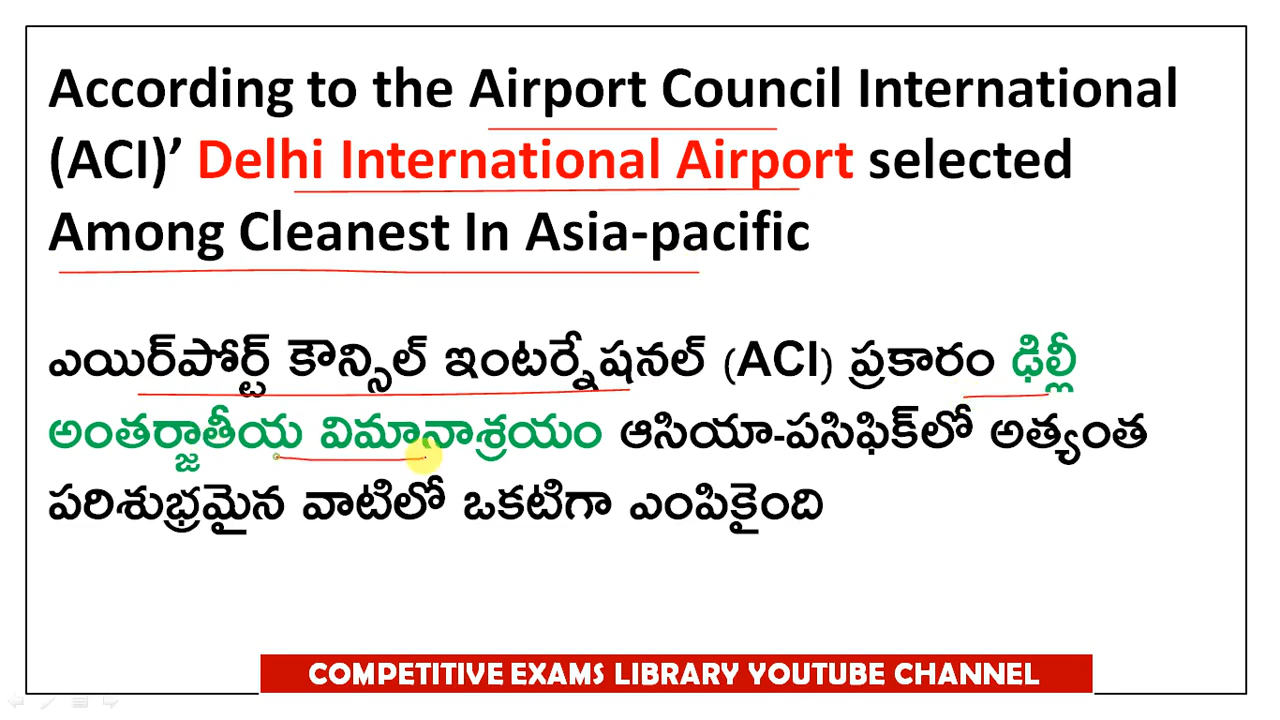 According to the Airport Council International
(ACI)’ Delhi International Airport selected
Among Cleanest In Asia-pacific
ఎయిర్‌పోర్ట్ కౌన్సిల్ ఇంటర్నేషనల్ (ACI) ప్రకారం ఢిల్లీ
అంతర్జాతీయ విమానాశ్రయం ఆసియా-పసిఫిక్‌లో అత్యంత
పరిశుభ్రమైన వాటిలో ఒకటిగా ఎంపికైంది
COMPETITIVE EXAMS LIBRARY YOUTUBE CHANNEL